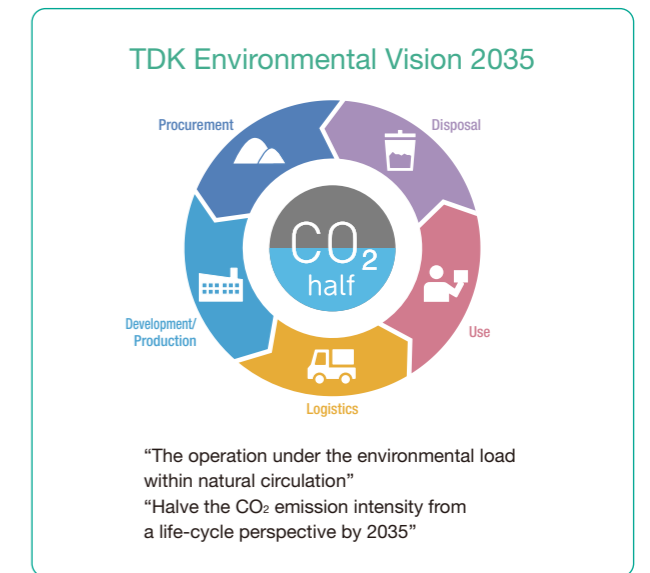 TDK Environmental Vision 2035
Procurement
Disposal
CO₂
half
Development/
Production
Use
Logistics
“The operation under the environmental load
within natural circulation”
“Halve the CO₂ emission intensity from
a life-cycle perspective by 2035”